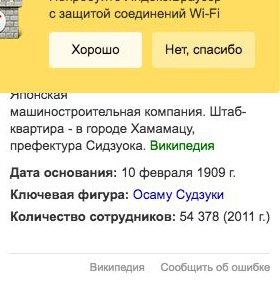 с защитой соединений Wi-Fi
Хорошо Нет, спасибо
Японская
машиностроительная компания. Штаб-
квартира - в городе Хамамацу,
префектура Сидзуока. Википедия
Дата основания: 10 февраля 1909 г.
Ключевая фигура: Осаму Судзуки
Количество сотрудников: 54 378 (2011 г.)
Википедия Сообщить об ошибке